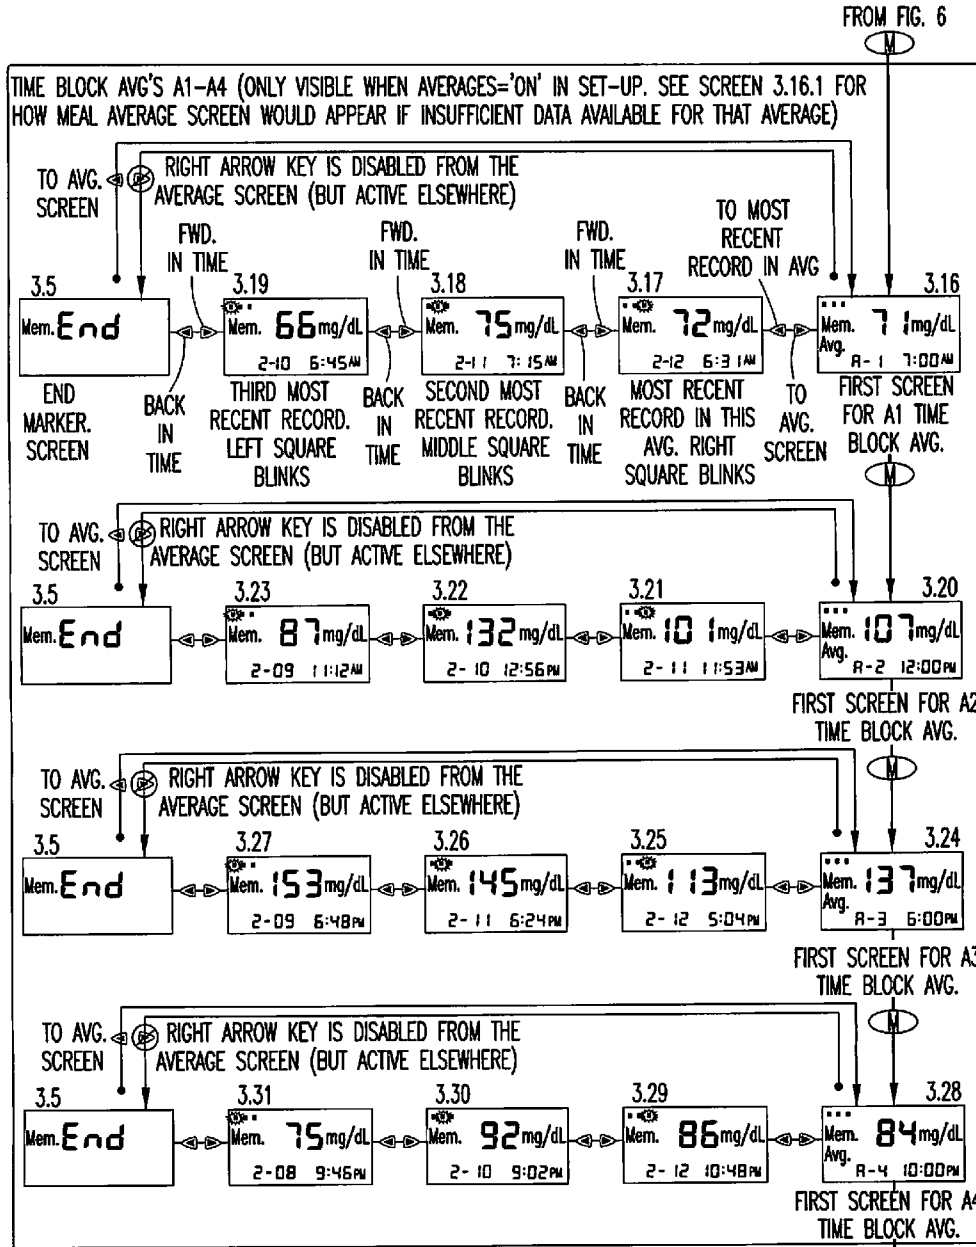 FROM FIG. 6
M
TIME BLOCK AVG'S A1-A4 (ONLY VISIBLE WHEN AVERAGES='ON' IN SET-UP. SEE SCREEN 3.16.1 FOR
HOW MEAL AVERAGE SCREEN WOULD APPEAR IF INSUFFICIENT DATA AVAILABLE FOR THAT AVERAGE)
TO AVG.
SCREEN
RIGHT ARROW KEY IS DISABLED FROM THE
AVERAGE SCREEN (BUT ACTIVE ELSEWHERE)
FWD.
IN TIME
FWD.
IN TIME
FWD.
IN TIME
TO MOST
RECENT
RECORD IN AVG
3.5
Mem. End
END
MARKER.
SCREEN
BACK
IN
TIME
3.19
Mem. 66 mg/dL
2-10 6:45AM
THIRD MOST
RECENT RECORD.
LEFT SQUARE
BLINKS
BACK
IN
TIME
3.18
Mem. 75 mg/dL
2-11 7:15AM
SECOND MOST
RECENT RECORD.
MIDDLE SQUARE
BLINKS
BACK
IN
TIME
3.17
Mem. 72 mg/dL
2-12 6:31AM
MOST RECENT
RECORD IN THIS
AVG. RIGHT
SQUARE BLINKS
TO
AVG.
SCREEN
3.16
Mem. 71 mg/dL
Avg.
A-1 7:00AM
FIRST SCREEN
FOR A1 TIME
BLOCK AVG.
M
TO AVG.
SCREEN
RIGHT ARROW KEY IS DISABLED FROM THE
AVERAGE SCREEN (BUT ACTIVE ELSEWHERE)
3.5
Mem. End
3.23
Mem. 87 mg/dL
2-09 11:12AM
3.22
Mem. 132 mg/dL
2-10 12:56PM
3.21
Mem. 101 mg/dL
2-11 11:53AM
3.20
Mem. 107 mg/dL
Avg.
A-2 12:00PM
FIRST SCREEN FOR A2
TIME BLOCK AVG.
M
TO AVG.
SCREEN
RIGHT ARROW KEY IS DISABLED FROM THE
AVERAGE SCREEN (BUT ACTIVE ELSEWHERE)
3.5
Mem. End
3.27
Mem. 153 mg/dL
2-09 6:48PM
3.26
Mem. 145 mg/dL
2-11 6:24PM
3.25
Mem. 113 mg/dL
2-12 5:04PM
3.24
Mem. 137 mg/dL
Avg.
A-3 6:00PM
FIRST SCREEN FOR A3
TIME BLOCK AVG.
M
TO AVG.
SCREEN
RIGHT ARROW KEY IS DISABLED FROM THE
AVERAGE SCREEN (BUT ACTIVE ELSEWHERE)
3.5
Mem. End
3.31
Mem. 75 mg/dL
2-08 9:46PM
3.30
Mem. 92 mg/dL
2-10 9:02PM
3.29
Mem. 86 mg/dL
2-12 10:48PM
3.28
Mem. 84 mg/dL
Avg.
A-4 10:00PM
FIRST SCREEN FOR A4
TIME BLOCK AVG.